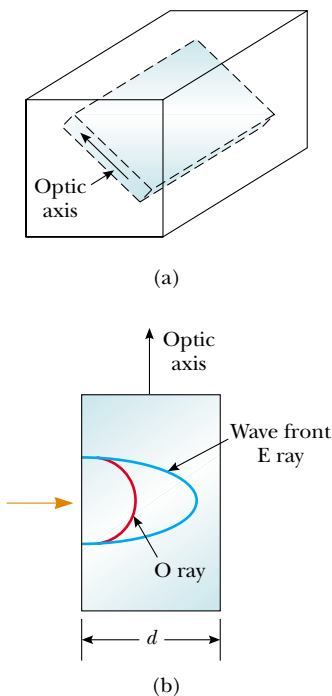 Optic
axis
(a)
Optic
axis
Wave front
E ray
O ray
d
(b)